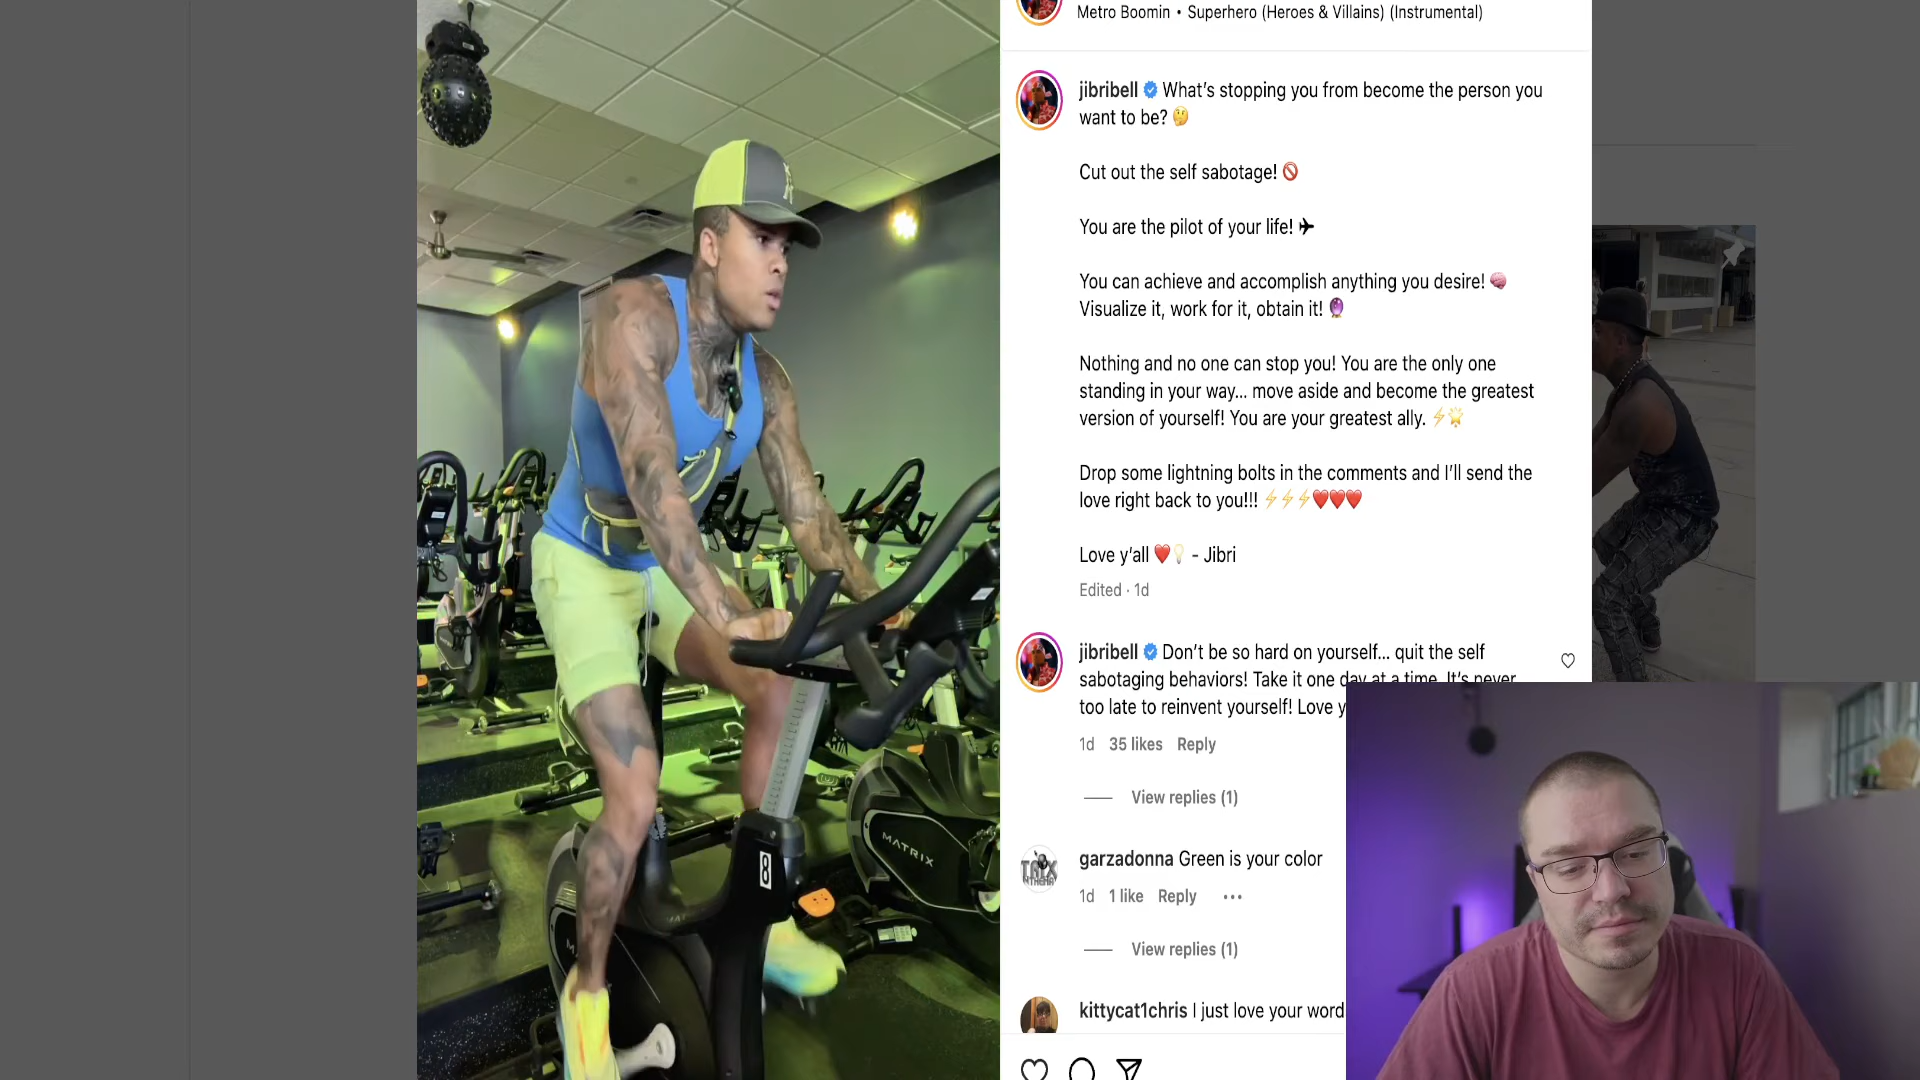 Metro Boomin • Superhero (Heroes & Villains) (Instrumental)
jibribell What's stopping you from become the person you
want to be? 🤔
Cut out the self sabotage! 🚫
You are the pilot of your life! ✈
You can achieve and accomplish anything you desire! 🧠
Visualize it, work for it, obtain it! 🔮
Nothing and no one can stop you! You are the only one
standing in your way... move aside and become the greatest
version of yourself! You are your greatest ally. ⚡🌟
Drop some lightning bolts in the comments and I'll send the
love right back to you!!! ⚡⚡⚡❤️❤️❤️
Love y'all ❤️💡 - Jibri
Edited · 1d
jibribell Don't be so hard on yourself... quit the self
sabotaging behaviors! Take it one day at a time. It's never
too late to reinvent yourself! Love y
1d 35 likes Reply
View replies (1)
garzadonna Green is your color
1d 1 like Reply •••
View replies (1)
kittycat1chris I just love your word
MATRIX
8